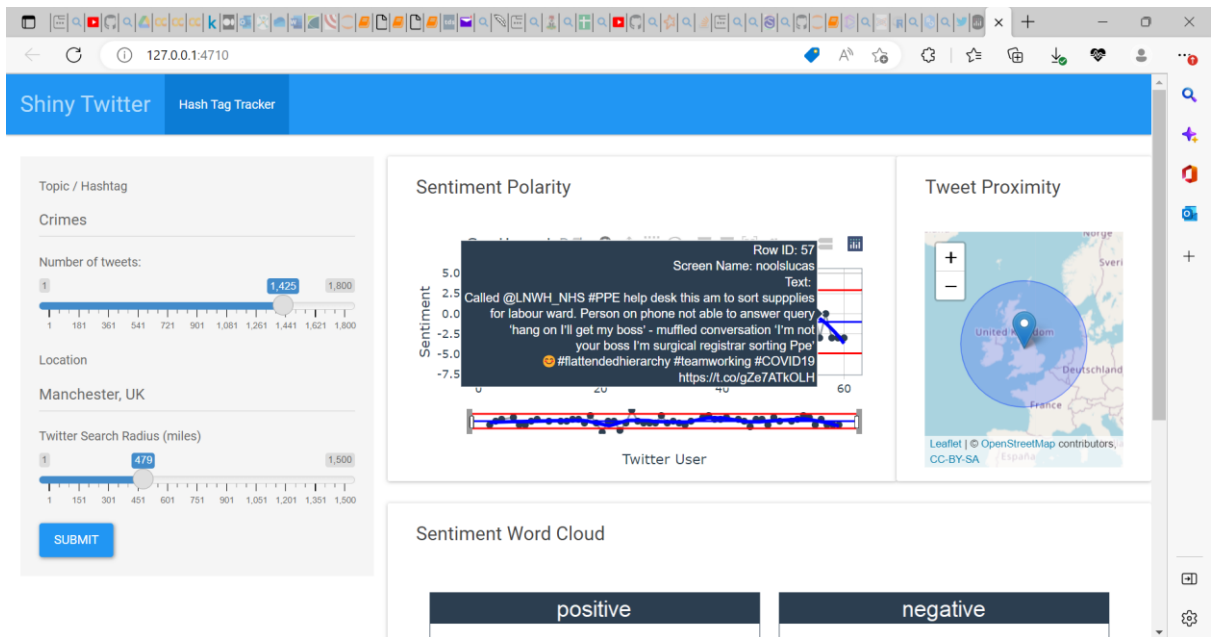 127.0.0.1:4710
Shiny Twitter
Hash Tag Tracker
Topic / Hashtag
Crimes
Number of tweets:
1 1,425 1,800
1 181 361 541 721 901 1,081 1,261 1,441 1,621 1,800
Location
Manchester, UK
Twitter Search Radius (miles)
1 479 1,500
1 151 301 451 601 751 901 1,051 1,201 1,351 1,500
SUBMIT
Sentiment Polarity
Row ID: 57
Screen Name: noolslucas
Text:
Called @LNWH_NHS #PPE help desk this am to sort suppplies
for labour ward. Person on phone not able to answer query
'hang on I'll get my boss' - muffled conversation 'I'm not
your boss I'm surgical registrar sorting Ppe'
😊#flattendedhierarchy #teamworking #COVID19
https://t.co/gZe7ATkOLH
Sentiment
5.0
2.5
0.0
-2.5
-5.0
-7.5
0 20 40 60
Twitter User
Tweet Proximity
+
−
Norge
Sveri
United Kingdom
Deutschland
France
España
Leaflet | © OpenStreetMap contributors,
CC-BY-SA
Sentiment Word Cloud
positive
negative